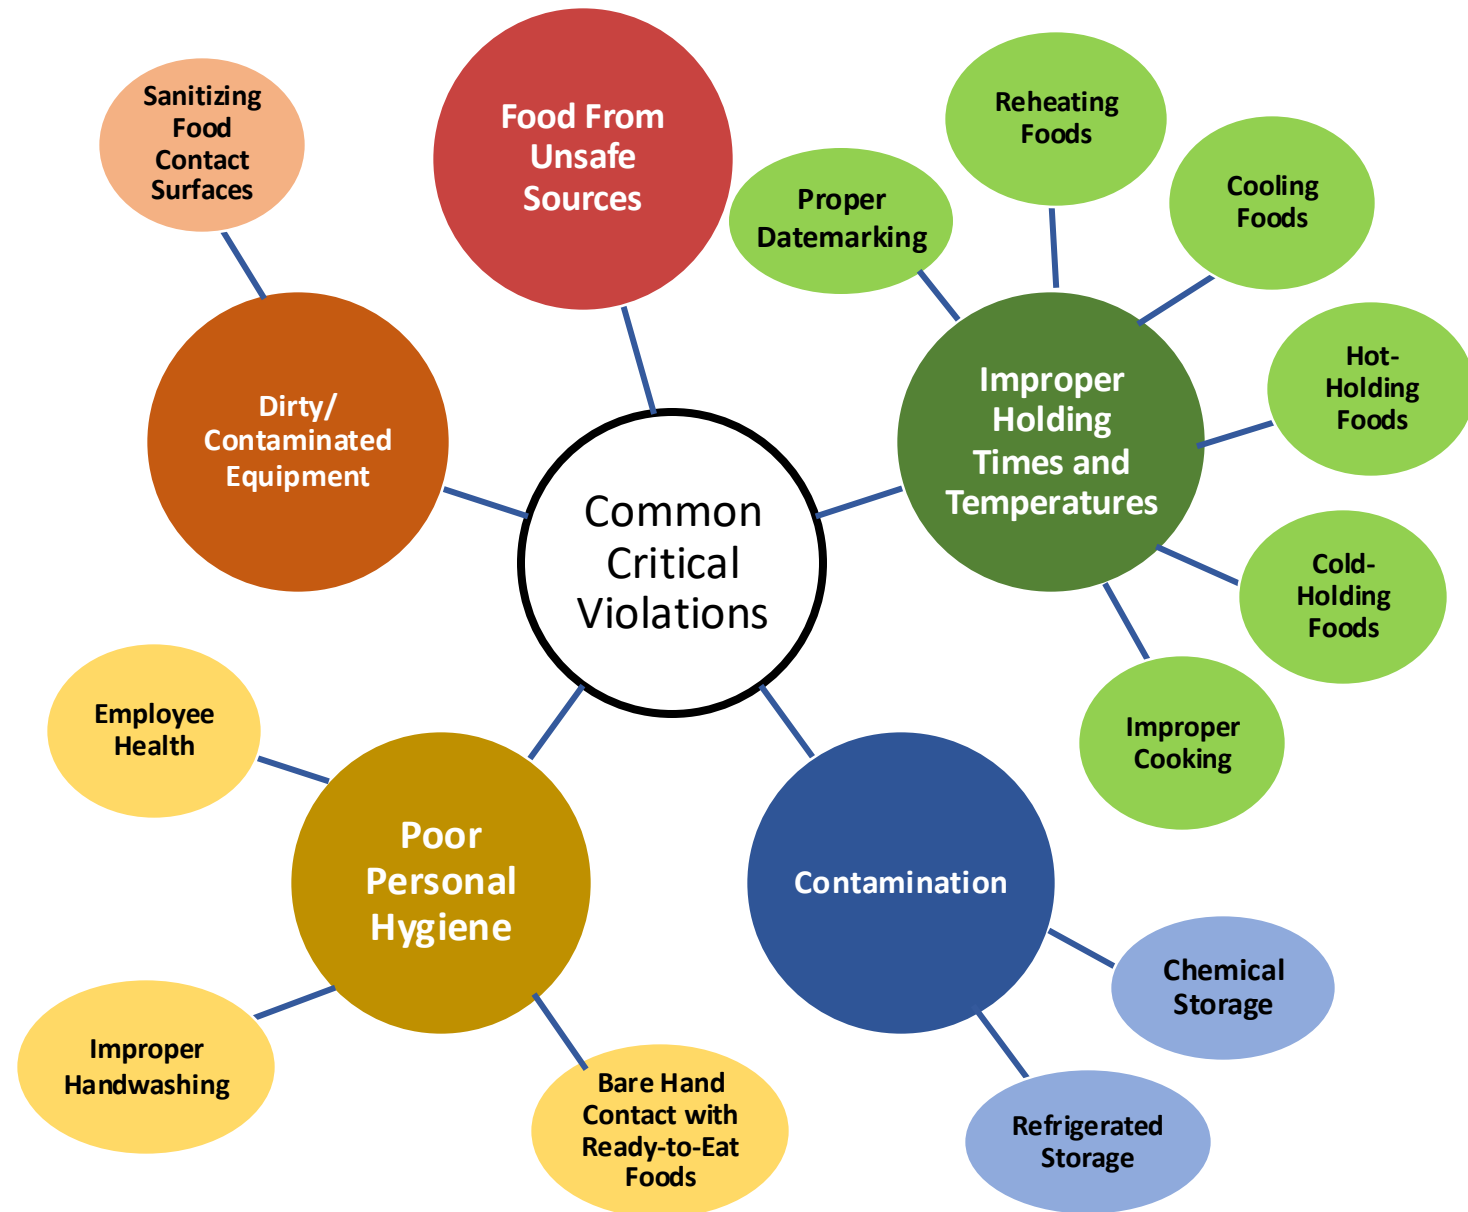 Sanitizing
Food
Contact
Surfaces
Food From
Unsafe
Sources
Proper
Datemarking
Reheating
Foods
Cooling
Foods
Hot-
Holding
Foods
Improper
Holding
Times and
Temperatures
Dirty/
Contaminated
Equipment
Common
Critical
Violations
Cold-
Holding
Foods
Improper
Cooking
Employee
Health
Poor
Personal
Hygiene
Contamination
Chemical
Storage
Improper
Handwashing
Bare Hand
Contact with
Ready-to-Eat
Foods
Refrigerated
Storage